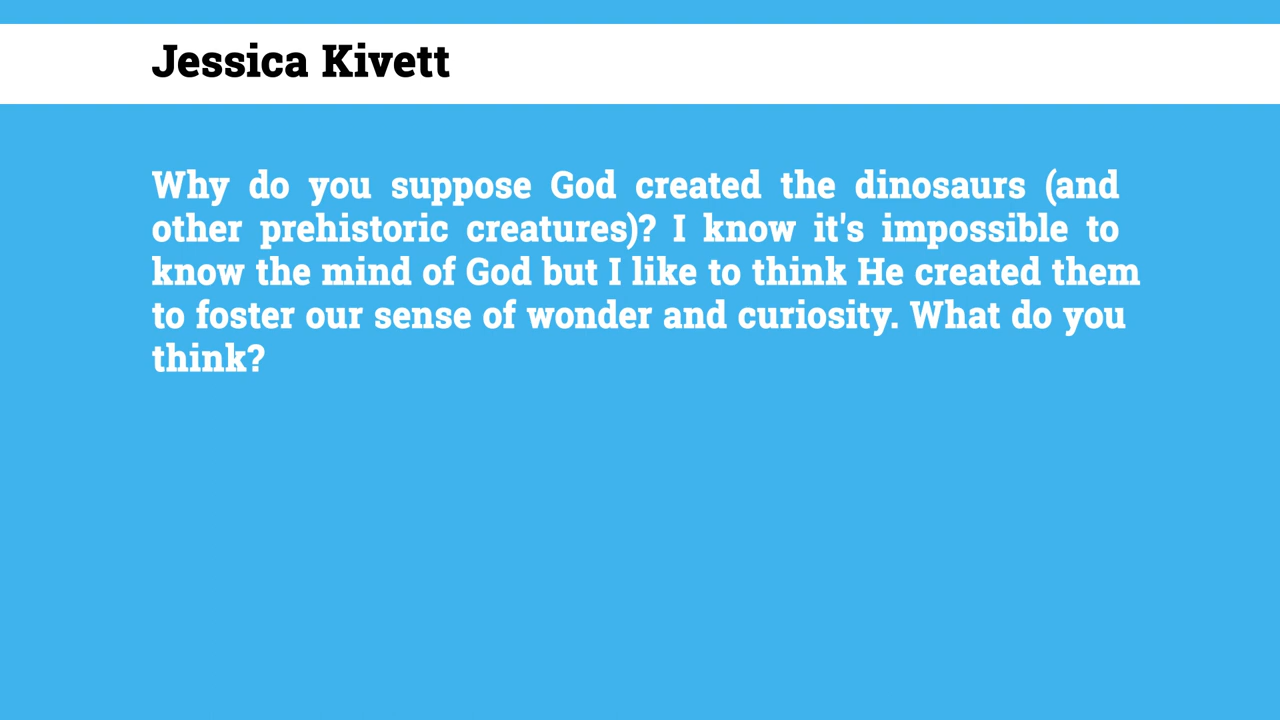 Jessica Kivett
Why do you suppose God created the dinosaurs (and
other prehistoric creatures)? I know it's impossible to
know the mind of God but I like to think He created them
to foster our sense of wonder and curiosity. What do you
think?